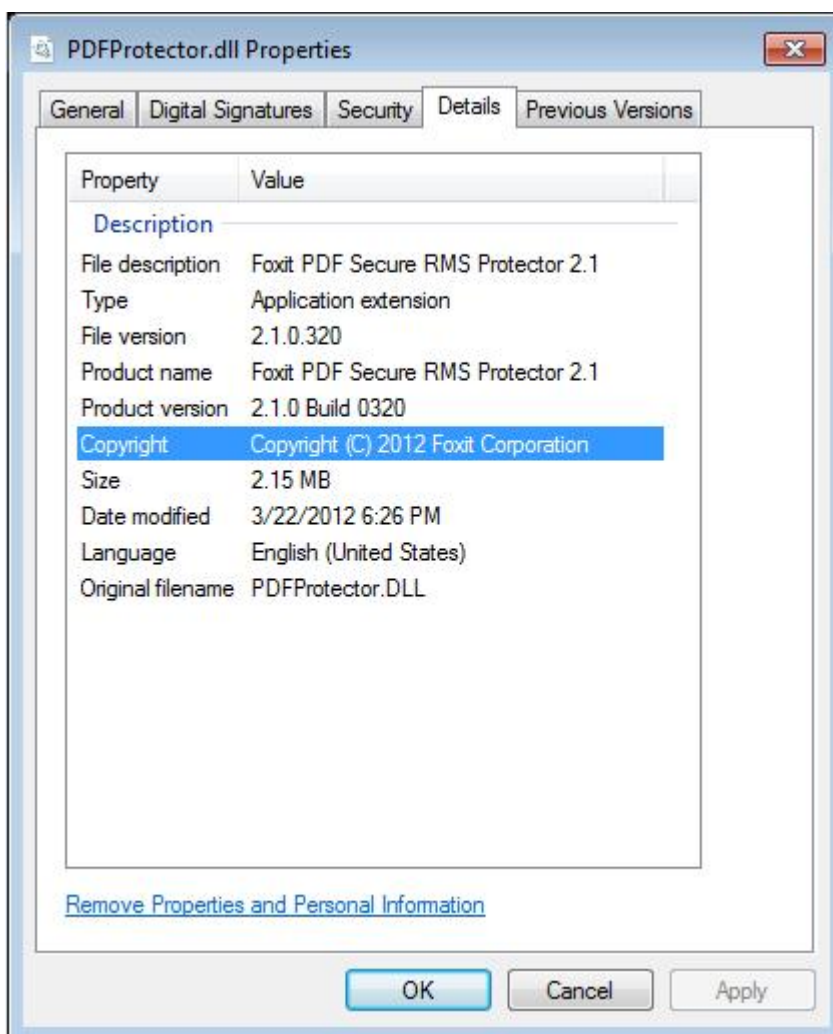 PDFProtector.dll Properties
General Digital Signatures Security Details Previous Versions
Property Value
Description
File description Foxit PDF Secure RMS Protector 2.1
Type Application extension
File version 2.1.0.320
Product name Foxit PDF Secure RMS Protector 2.1
Product version 2.1.0 Build 0320
Copyright Copyright (C) 2012 Foxit Corporation
Size 2.15 MB
Date modified 3/22/2012 6:26 PM
Language English (United States)
Original filename PDFProtector.DLL
Remove Properties and Personal Information
OK Cancel Apply